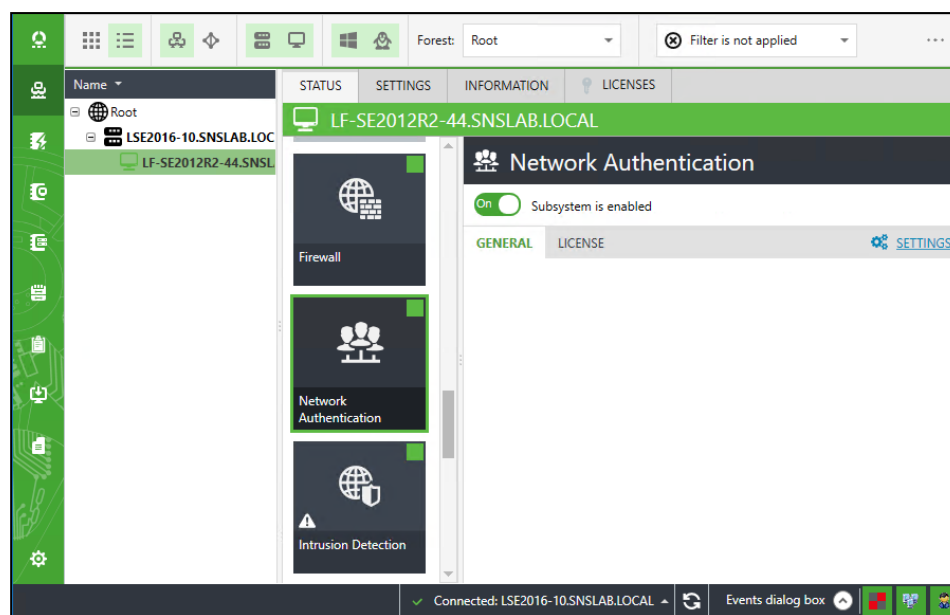 Forest:
Root
Filter is not applied
...
Name
STATUS
SETTINGS
INFORMATION
LICENSES
Root
LSE2016-10.SNSLAB.LOC
LF-SE2012R2-44.SNSL
LF-SE2012R2-44.SNSLAB.LOCAL
Firewall
Network
Authentication
Intrusion Detection
Network Authentication
On
Subsystem is enabled
GENERAL
LICENSE
SETTINGS
Connected: LSE2016-10.SNSLAB.LOCAL
Events dialog box